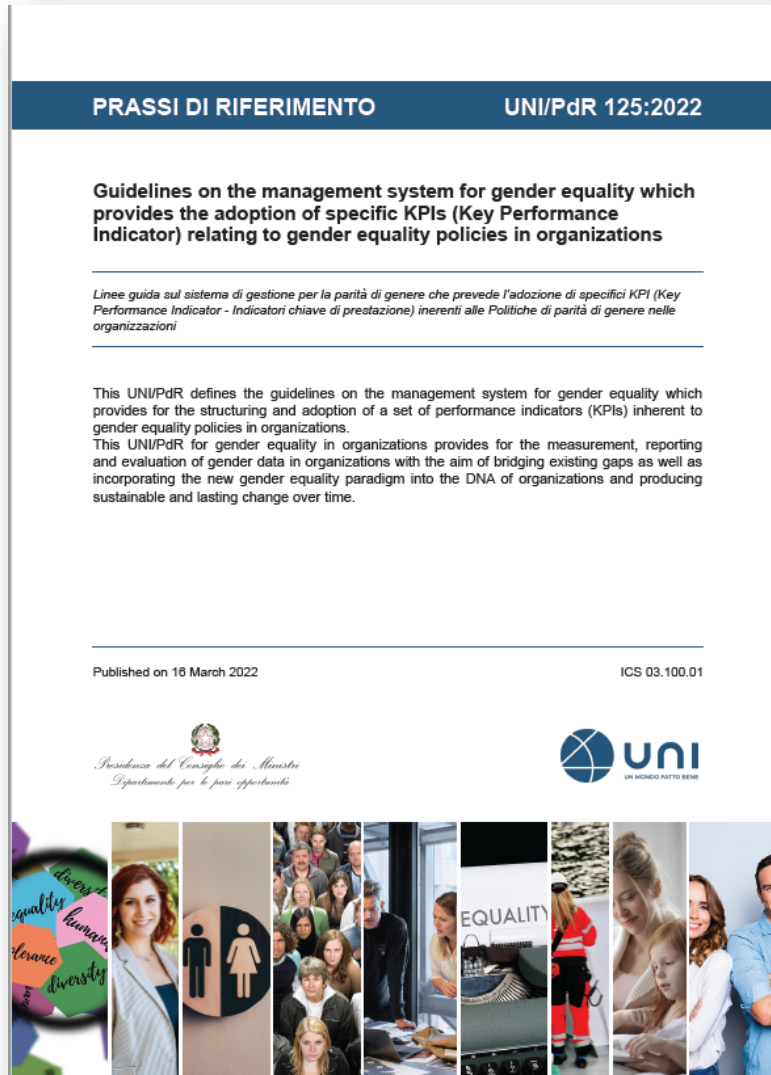 PRASSI DI RIFERIMENTO UNI/PdR 125:2022
Guidelines on the management system for gender equality which
provides the adoption of specific KPIs (Key Performance
Indicator) relating to gender equality policies in organizations
Linee guida sul sistema di gestione per la parità di genere che prevede l'adozione di specifici KPI (Key
Performance Indicator - Indicatori chiave di prestazione) inerenti alle Politiche di parità di genere nelle
organizzazioni
This UNI/PdR defines the guidelines on the management system for gender equality which
provides for the structuring and adoption of a set of performance indicators (KPIs) inherent to
gender equality policies in organizations.
This UNI/PdR for gender equality in organizations provides for the measurement, reporting
and evaluation of gender data in organizations with the aim of bridging existing gaps as well as
incorporating the new gender equality paradigm into the DNA of organizations and producing
sustainable and lasting change over time.
Published on 16 March 2022 ICS 03.100.01
Presidenza del Consiglio dei Ministri
Dipartimento per le pari opportunità
UNI
UN MONDO FATTO BENE
equality
diversity
EQUALITY